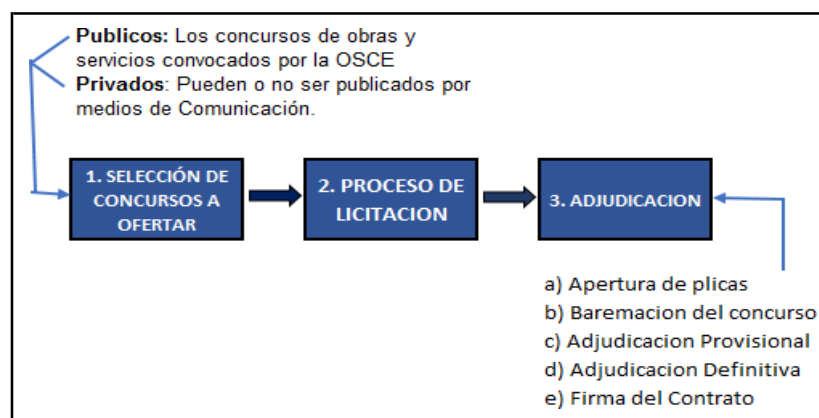 Publicos: Los concursos de obras y
servicios convocados por la OSCE
Privados: Pueden o no ser publicados por
medios de Comunicación.
1. SELECCIÓN DE
CONCURSOS A
OFERTAR
2. PROCESO DE
LICITACION
3. ADJUDICACION
a) Apertura de plicas
b) Baremacion del concurso
c) Adjudicacion Provisional
d) Adjudicacion Definitiva
e) Firma del Contrato